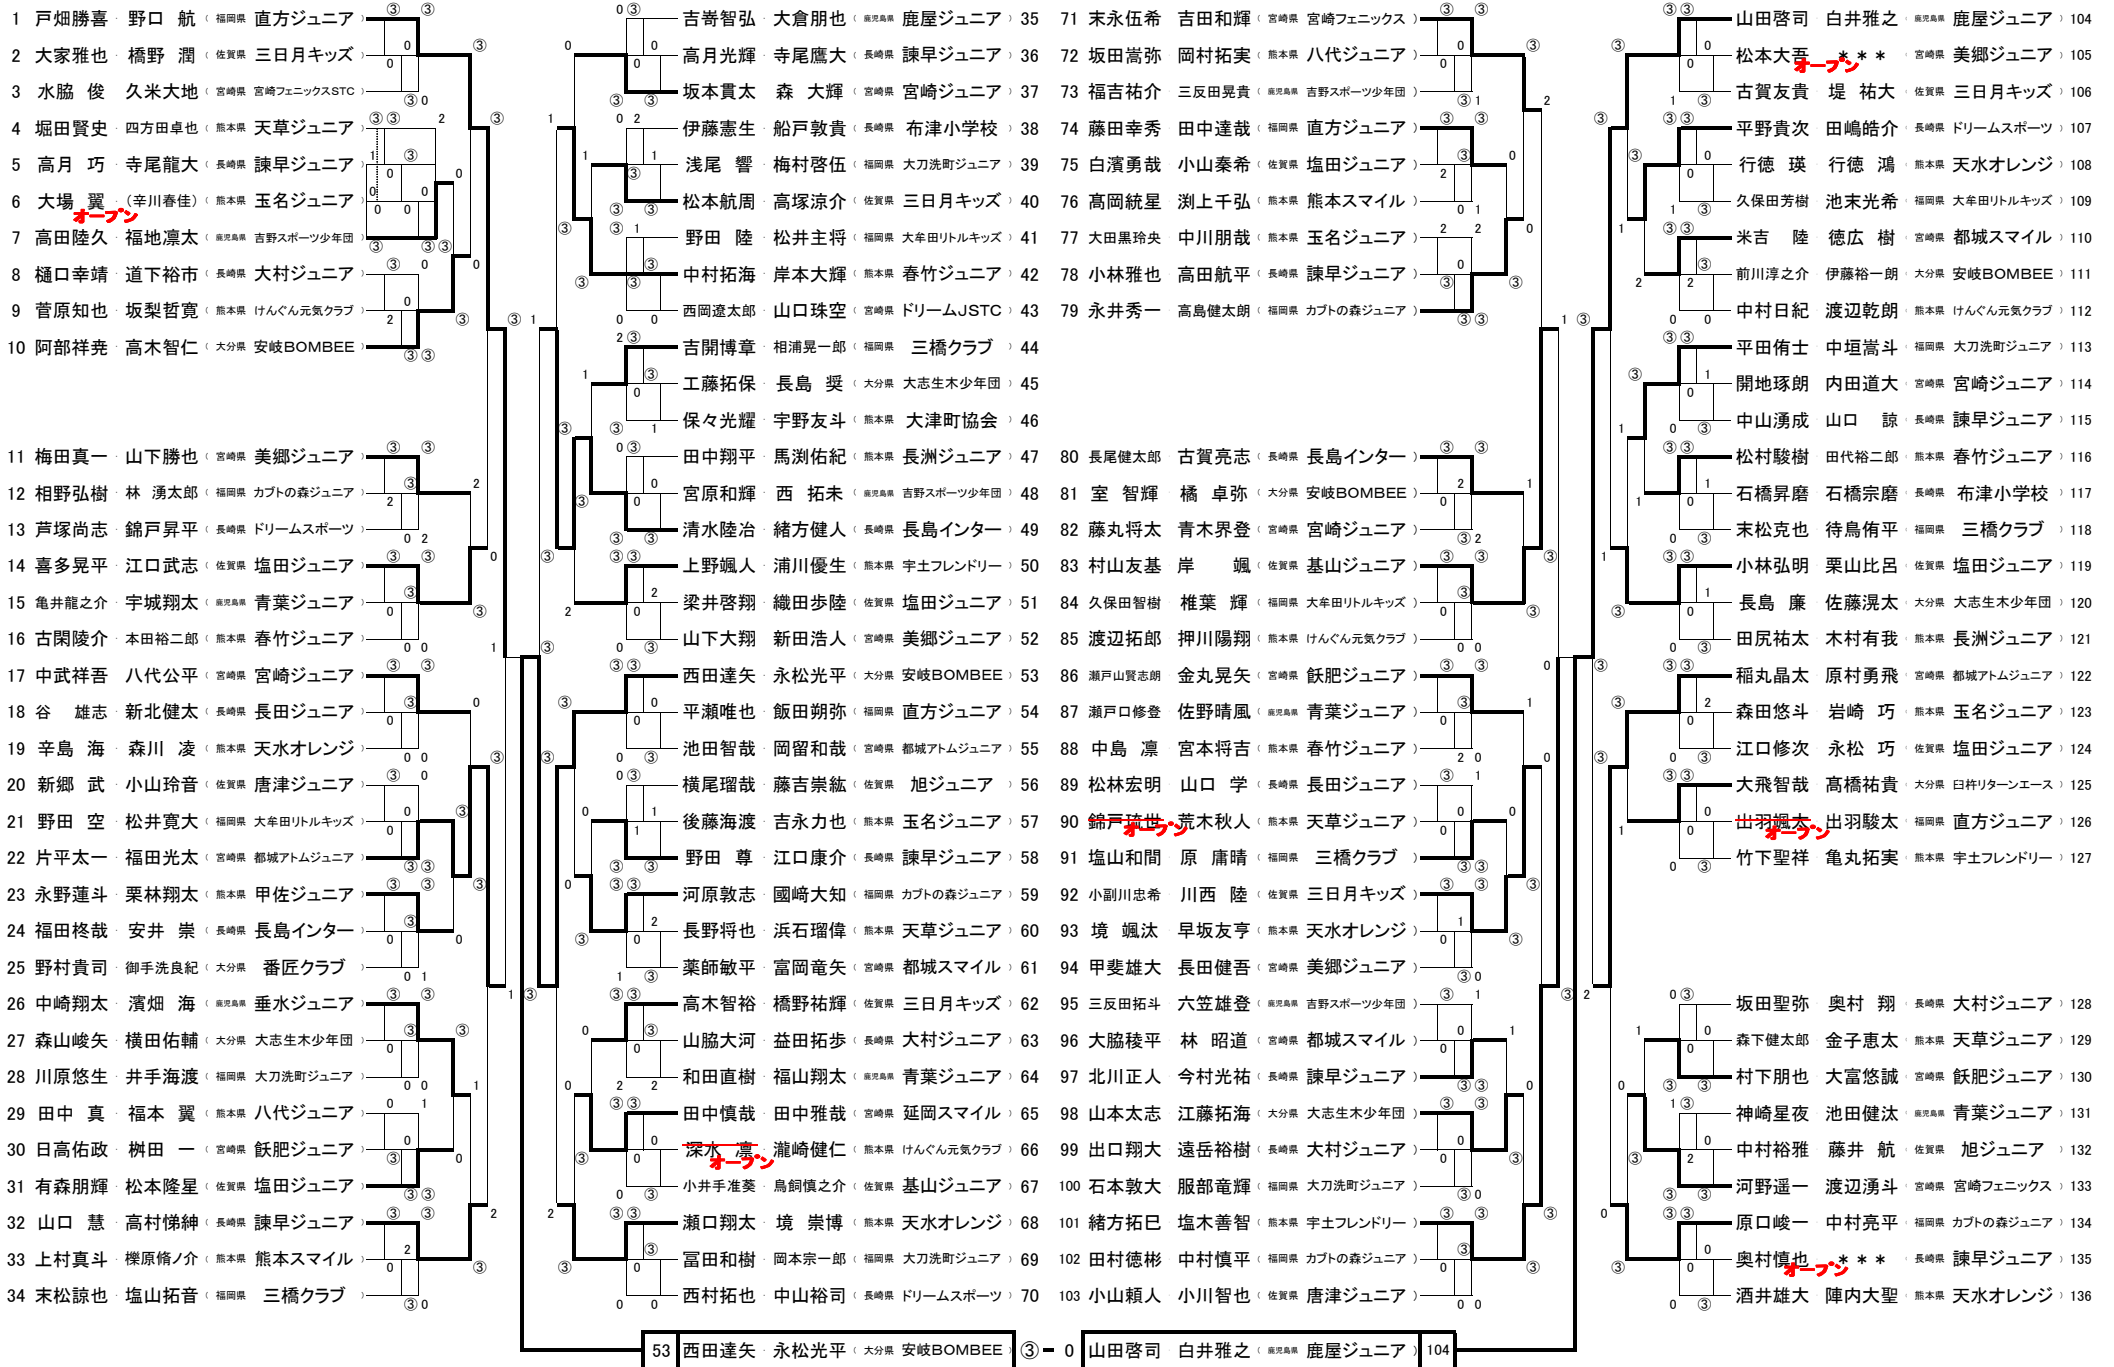 1 戸畑勝喜 ・ 野口 航 （ 福岡県 直方ジュニア ）
2 大家雅也 ・ 橋野 潤 （ 佐賀県 三日月キッズ ）
3 水脇 俊 ・ 久米大地 （ 宮崎県 宮崎フェニックスSTC ）
4 堀田賢史 ・ 四方田卓也 （ 熊本県 天草ジュニア ）
5 高月 巧 ・ 寺尾龍大 （ 長崎県 諫早ジュニア ）
6 大場 翼 ・ （辛川春佳） （ 熊本県 玉名ジュニア ）
オープン
7 高田陸久 ・ 福地凛太 （ 鹿児島県 吉野スポーツ少年団 ）
8 樋口幸靖 ・ 道下裕市 （ 長崎県 大村ジュニア ）
9 菅原知也 ・ 坂梨哲寛 （ 熊本県 けんぐん元気クラブ ）
10 阿部祥尭 ・ 高木智仁 （ 大分県 安岐BOMBEE ）
11 梅田真一 ・ 山下勝也 （ 宮崎県 美郷ジュニア ）
12 相野弘樹 ・ 林 湧太郎 （ 福岡県 カブトの森ジュニア ）
13 芦塚尚志 ・ 錦戸昇平 （ 長崎県 ドリームスポーツ ）
14 喜多晃平 ・ 江口武志 （ 佐賀県 塩田ジュニア ）
15 亀井龍之介 ・ 宇城翔太 （ 鹿児島県 青葉ジュニア ）
16 古閑陵介 ・ 本田裕二郎 （ 熊本県 春竹ジュニア ）
17 中武祥吾 ・ 八代公平 （ 宮崎県 宮崎ジュニア ）
18 谷 雄志 ・ 新北健太 （ 長崎県 長田ジュニア ）
19 辛島 海 ・ 森川 凌 （ 熊本県 天水オレンジ ）
20 新郷 武 ・ 小山玲音 （ 佐賀県 唐津ジュニア ）
21 野田 空 ・ 松井寛大 （ 福岡県 大牟田リトルキッズ ）
22 片平太一 ・ 福田光太 （ 宮崎県 都城アトムジュニア ）
23 永野蓮斗 ・ 栗林翔太 （ 熊本県 甲佐ジュニア ）
24 福田柊哉 ・ 安井 崇 （ 長崎県 長島インター ）
25 野村貴司 ・ 御手洗良紀 （ 大分県 番匠クラブ ）
26 中崎翔太 ・ 濱畑 海 （ 鹿児島県 垂水ジュニア ）
27 森山峻矢 ・ 横田佑輔 （ 大分県 大志生木少年団 ）
28 川原悠生 ・ 井手海渡 （ 福岡県 大刀洗町ジュニア ）
29 田中 真 ・ 福本 翼 （ 熊本県 八代ジュニア ）
30 日高佑政 ・ 桝田 一 （ 宮崎県 飫肥ジュニア ）
31 有森朋輝 ・ 松本隆星 （ 佐賀県 塩田ジュニア ）
32 山口 慧 ・ 高村悌紳 （ 長崎県 諫早ジュニア ）
33 上村真斗 ・ 櫟原脩ノ介 （ 熊本県 熊本スマイル ）
34 末松諒也 ・ 塩山拓音 （ 福岡県 三橋クラブ ）
吉嵜智弘 ・ 大倉朋也 （ 鹿児島県 鹿屋ジュニア ） 35
高月光輝 ・ 寺尾鷹大 （ 長崎県 諫早ジュニア ） 36
坂本貫太 ・ 森 大輝 （ 宮崎県 宮崎ジュニア ） 37
伊藤憲生 ・ 船戸敦貴 （ 長崎県 布津小学校 ） 38
浅尾 響 ・ 梅村啓伍 （ 福岡県 大刀洗町ジュニア ） 39
松本航周 ・ 高塚涼介 （ 佐賀県 三日月キッズ ） 40
野田 陸 ・ 松井主将 （ 福岡県 大牟田リトルキッズ ） 41
中村拓海 ・ 岸本大輝 （ 熊本県 春竹ジュニア ） 42
西岡遼太郎 ・ 山口珠空 （ 宮崎県 ドリームJSTC ） 43
吉開博章 ・ 相浦晃一郎 （ 福岡県 三橋クラブ ） 44
工藤拓保 ・ 長島 奨 （ 大分県 大志生木少年団 ） 45
保々光耀 ・ 宇野友斗 （ 熊本県 大津町協会 ） 46
田中翔平 ・ 馬渕佑紀 （ 熊本県 長洲ジュニア ） 47
宮原和輝 ・ 西 拓未 （ 鹿児島県 吉野スポーツ少年団 ） 48
清水陸冶 ・ 緒方健人 （ 長崎県 長島インター ） 49
上野颯人 ・ 浦川優生 （ 熊本県 宇土フレンドリー ） 50
梁井啓翔 ・ 織田歩陸 （ 佐賀県 塩田ジュニア ） 51
山下大翔 ・ 新田浩人 （ 宮崎県 美郷ジュニア ） 52
西田達矢 ・ 永松光平 （ 大分県 安岐BOMBEE ） 53
平瀬唯也 ・ 飯田朔弥 （ 福岡県 直方ジュニア ） 54
池田智哉 ・ 岡留和哉 （ 宮崎県 都城アトムジュニア ） 55
横尾瑠哉 ・ 藤吉崇紘 （ 佐賀県 旭ジュニア ） 56
後藤海渡 ・ 吉永力也 （ 熊本県 玉名ジュニア ） 57
野田 尊 ・ 江口康介 （ 長崎県 諫早ジュニア ） 58
河原敦志 ・ 國﨑大知 （ 福岡県 カブトの森ジュニア ） 59
長野将也 ・ 浜石瑠偉 （ 熊本県 天草ジュニア ） 60
薬師敏平 ・ 富岡竜矢 （ 宮崎県 都城スマイル ） 61
高木智裕 ・ 橋野祐輝 （ 佐賀県 三日月キッズ ） 62
山脇大河 ・ 益田拓歩 （ 長崎県 大村ジュニア ） 63
和田直樹 ・ 福山翔太 （ 鹿児島県 青葉ジュニア ） 64
田中慎哉 ・ 田中雅哉 （ 宮崎県 延岡スマイル ） 65
深水 凛 ・ 瀧崎健仁 （ 熊本県 けんぐん元気クラブ ） 66
オープン
小井手准葵 ・ 鳥飼慎之介 （ 佐賀県 基山ジュニア ） 67
瀬口翔太 ・ 境 崇博 （ 熊本県 天水オレンジ ） 68
冨田和樹 ・ 岡本宗一郎 （ 福岡県 大刀洗町ジュニア ） 69
西村拓也 ・ 中山裕司 （ 長崎県 ドリームスポーツ ） 70
71 末永伍希 ・ 吉田和輝 （ 宮崎県 宮崎フェニックス ）
72 坂田嵩弥 ・ 岡村拓実 （ 熊本県 八代ジュニア ）
73 福吉祐介 ・ 三反田晃貴 （ 鹿児島県 吉野スポーツ少年団 ）
74 藤田幸秀 ・ 田中達哉 （ 福岡県 直方ジュニア ）
75 白濱勇哉 ・ 小山秦希 （ 佐賀県 塩田ジュニア ）
76 髙岡統星 ・ 渕上千弘 （ 熊本県 熊本スマイル ）
77 大田黒玲央 ・ 中川朋哉 （ 熊本県 玉名ジュニア ）
78 小林雅也 ・ 高田航平 （ 長崎県 諫早ジュニア ）
79 永井秀一 ・ 高島健太朗 （ 福岡県 カブトの森ジュニア ）
80 長尾健太郎 ・ 古賀亮志 （ 長崎県 長島インター ）
81 室 智輝 ・ 橘 卓弥 （ 大分県 安岐BOMBEE ）
82 藤丸将太 ・ 青木界登 （ 宮崎県 宮崎ジュニア ）
83 村山友基 ・ 岸 颯 （ 佐賀県 基山ジュニア ）
84 久保田智樹 ・ 椎葉 輝 （ 福岡県 大牟田リトルキッズ ）
85 渡辺拓郎 ・ 押川陽翔 （ 熊本県 けんぐん元気クラブ ）
86 瀬戸山賢志朗 ・ 金丸晃矢 （ 宮崎県 飫肥ジュニア ）
87 瀬戸口修登 ・ 佐野晴風 （ 鹿児島県 青葉ジュニア ）
88 中島 凛 ・ 宮本将吉 （ 熊本県 春竹ジュニア ）
89 松林宏明 ・ 山口 学 （ 長崎県 長田ジュニア ）
90 錦戸琉世 ・ 荒木秋人 （ 熊本県 天草ジュニア ）
オープン
91 塩山和間 ・ 原 庸晴 （ 福岡県 三橋クラブ ）
92 小副川忠希 ・ 川西 陸 （ 佐賀県 三日月キッズ ）
93 境 颯汰 ・ 早坂友亨 （ 熊本県 天水オレンジ ）
94 甲斐雄大 ・ 長田健吾 （ 宮崎県 美郷ジュニア ）
95 三反田拓斗 ・ 六笠雄登 （ 鹿児島県 吉野スポーツ少年団 ）
96 大脇稜平 ・ 林 昭道 （ 宮崎県 都城スマイル ）
97 北川正人 ・ 今村光祐 （ 長崎県 諫早ジュニア ）
98 山本太志 ・ 江藤拓海 （ 大分県 大志生木少年団 ）
99 出口翔大 ・ 遠岳裕樹 （ 長崎県 大村ジュニア ）
100 石本敦大 ・ 服部竜輝 （ 福岡県 大刀洗町ジュニア ）
101 緒方拓巳 ・ 塩木善智 （ 熊本県 宇土フレンドリー ）
102 田村徳彬 ・ 中村慎平 （ 福岡県 カブトの森ジュニア ）
103 小山頼人 ・ 小川智也 （ 佐賀県 唐津ジュニア ）
山田啓司 ・ 白井雅之 （ 鹿児島県 鹿屋ジュニア ） 104
松本大吾 ・ ＊＊＊ （ 宮崎県 美郷ジュニア ） 105
オープン
古賀友貴 ・ 堤 祐大 （ 佐賀県 三日月キッズ ） 106
平野貴次 ・ 田嶋皓介 （ 長崎県 ドリームスポーツ ） 107
行徳 瑛 ・ 行徳 鴻 （ 熊本県 天水オレンジ ） 108
久保田芳樹 ・ 池末光希 （ 福岡県 大牟田リトルキッズ ） 109
米吉 陸 ・ 徳広 樹 （ 宮崎県 都城スマイル ） 110
前川淳之介 ・ 伊藤裕一朗 （ 大分県 安岐BOMBEE ） 111
中村日紀 ・ 渡辺乾朗 （ 熊本県 けんぐん元気クラブ ） 112
平田侑士 ・ 中垣嵩斗 （ 福岡県 大刀洗町ジュニア ） 113
開地琢朗 ・ 内田道大 （ 宮崎県 宮崎ジュニア ） 114
中山湧成 ・ 山口 諒 （ 長崎県 諫早ジュニア ） 115
松村駿樹 ・ 田代裕二郎 （ 熊本県 春竹ジュニア ） 116
石橋昇磨 ・ 石橋宗磨 （ 長崎県 布津小学校 ） 117
末松克也 ・ 待鳥侑平 （ 福岡県 三橋クラブ ） 118
小林弘明 ・ 栗山比呂 （ 佐賀県 塩田ジュニア ） 119
長島 廉 ・ 佐藤滉太 （ 大分県 大志生木少年団 ） 120
田尻祐太 ・ 木村有我 （ 熊本県 長洲ジュニア ） 121
稲丸晶太 ・ 原村勇飛 （ 宮崎県 都城アトムジュニア ） 122
森田悠斗 ・ 岩崎 巧 （ 熊本県 玉名ジュニア ） 123
江口修次 ・ 永松 巧 （ 佐賀県 塩田ジュニア ） 124
大飛智哉 ・ 髙橋祐貴 （ 大分県 臼杵リターンエース ） 125
出羽颯太 ・ 出羽駿太 （ 福岡県 直方ジュニア ） 126
オープン
竹下聖祥 ・ 亀丸拓実 （ 熊本県 宇土フレンドリー ） 127
坂田聖弥 ・ 奥村 翔 （ 長崎県 大村ジュニア ） 128
森下健太郎 ・ 金子恵太 （ 熊本県 天草ジュニア ） 129
村下朋也 ・ 大富悠誠 （ 宮崎県 飫肥ジュニア ） 130
神崎星夜 ・ 池田健汰 （ 鹿児島県 青葉ジュニア ） 131
中村裕雅 ・ 藤井 航 （ 佐賀県 旭ジュニア ） 132
河野遥一 ・ 渡辺湧斗 （ 宮崎県 宮崎フェニックス ） 133
原口峻一 ・ 中村亮平 （ 福岡県 カブトの森ジュニア ） 134
奥村慎也 ・ ＊＊＊ （ 長崎県 諫早ジュニア ） 135
オープン
酒井雄大 ・ 陣内大聖 （ 熊本県 天水オレンジ ） 136
53 西田達矢 ・ 永松光平 （ 大分県 安岐BOMBEE ） ③ － 0 山田啓司 ・ 白井雅之 （ 鹿児島県 鹿屋ジュニア ） 104